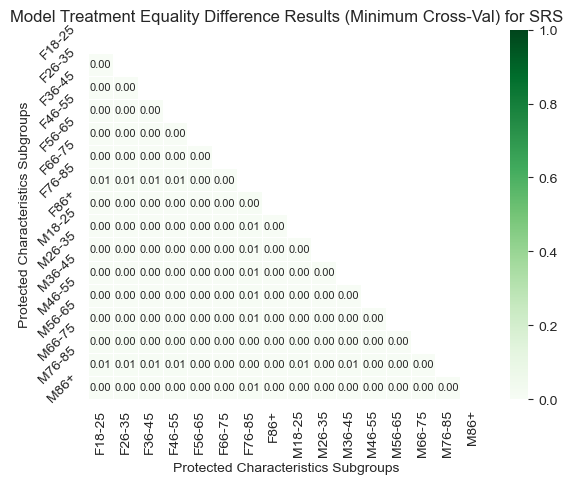 Model Treatment Equality Difference Results (Minimum Cross-Val) for SRS
Protected Characteristics Subgroups
F18-25
F26-35 0.00
F36-45 0.00 0.00
F46-55 0.00 0.00 0.00
F56-65 0.00 0.00 0.00 0.00
F66-75 0.00 0.00 0.00 0.00 0.00
F76-85 0.01 0.01 0.01 0.01 0.00 0.00
F86+ 0.00 0.00 0.00 0.00 0.00 0.00 0.00
M18-25 0.00 0.00 0.00 0.00 0.00 0.00 0.01 0.00
M26-35 0.00 0.00 0.00 0.00 0.00 0.00 0.01 0.00 0.00
M36-45 0.00 0.00 0.00 0.00 0.00 0.00 0.01 0.00 0.00 0.00
M46-55 0.00 0.00 0.00 0.00 0.00 0.00 0.01 0.00 0.00 0.00 0.00
M56-65 0.00 0.00 0.00 0.00 0.00 0.00 0.01 0.00 0.00 0.00 0.00 0.00
M66-75 0.00 0.00 0.00 0.00 0.00 0.00 0.00 0.00 0.00 0.00 0.00 0.00 0.00
M76-85 0.01 0.01 0.01 0.01 0.00 0.00 0.00 0.00 0.01 0.00 0.01 0.00 0.00 0.00
M86+ 0.00 0.00 0.00 0.00 0.00 0.00 0.01 0.00 0.00 0.00 0.00 0.00 0.00 0.00 0.00
F18-25 F26-35 F36-45 F46-55 F56-65 F66-75 F76-85 F86+ M18-25 M26-35 M36-45 M46-55 M56-65 M66-75 M76-85 M86+
Protected Characteristics Subgroups
1.0
0.8
0.6
0.4
0.2
0.0